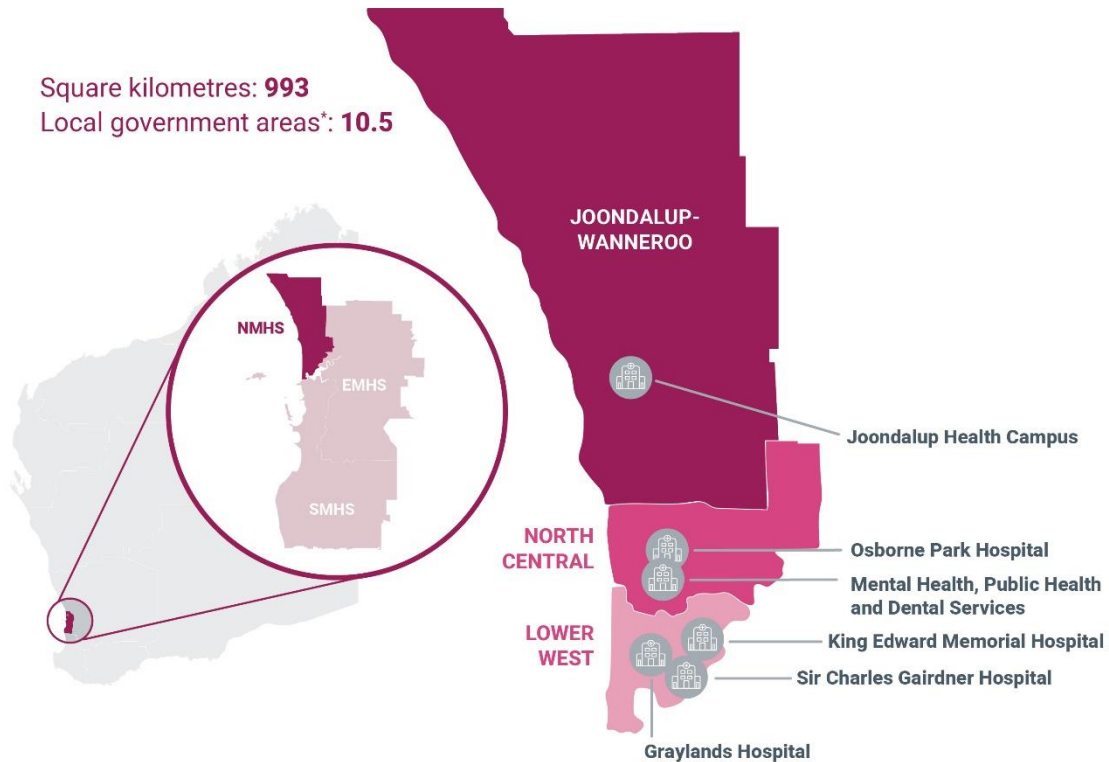 Square kilometres: 993
Local government areas*: 10.5
JOONDALUP-
WANNEROO
NMHS
EMHS
SMHS
Joondalup Health Campus
NORTH
CENTRAL
Osborne Park Hospital
Mental Health, Public Health
and Dental Services
LOWER
WEST
King Edward Memorial Hospital
Sir Charles Gairdner Hospital
Graylands Hospital